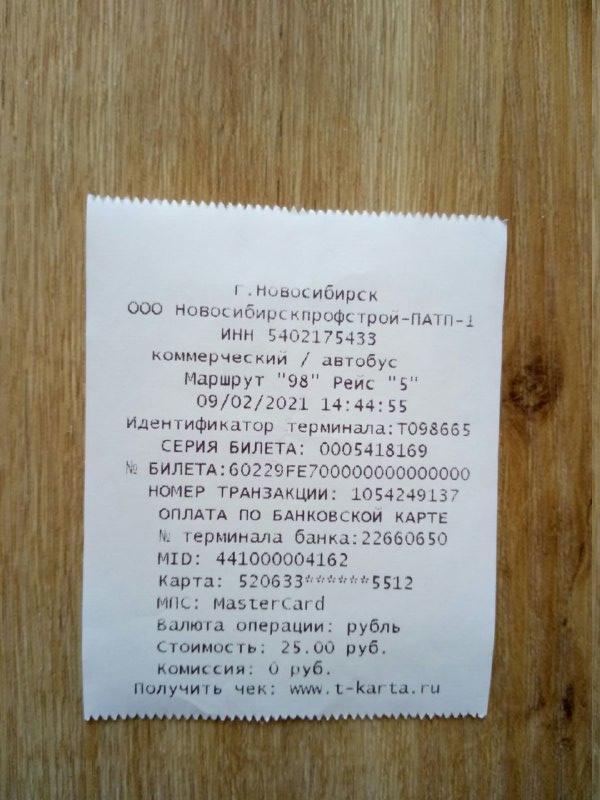 г.Новосибирск
ООО Новосибирскпрофстрой-ПАТП-1
ИНН 5402175433
коммерческий / автобус
Маршрут "98" Рейс "5"
09/02/2021 14:44:55
Идентификатор терминала:T098665
СЕРИЯ БИЛЕТА: 0005418169
№ БИЛЕТА:60229FE700000000000000
НОМЕР ТРАНЗАКЦИИ: 1054249137
ОПЛАТА ПО БАНКОВСКОЙ КАРТЕ
№ терминала банка:22660650
MID: 441000004162
Карта: 520633******5512
МПС: MasterCard
Валюта операции: рубль
Стоимость: 25.00 руб.
Комиссия: 0 руб.
Получить чек: www.t-karta.ru